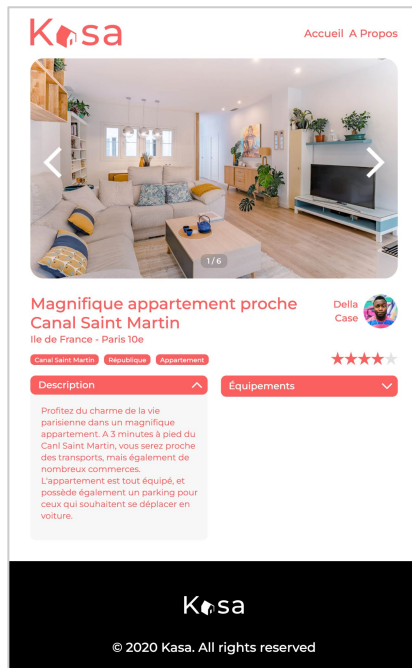 Kasa
Accueil A Propos
1/6
Magnifique appartement proche
Canal Saint Martin
Ile de France - Paris 10e
Della
Case
Canal Saint Martin République Appartement
Description
Équipements
Profitez du charme de la vie
parisienne dans un magnifique
appartement. A 3 minutes à pied du
Canl Saint Martin, vous serez proche
des transports, mais également de
nombreux commerces.
L'appartement est tout équipé, et
possède également un parking pour
ceux qui souhaitent se déplacer en
voiture.
Kasa
© 2020 Kasa. All rights reserved